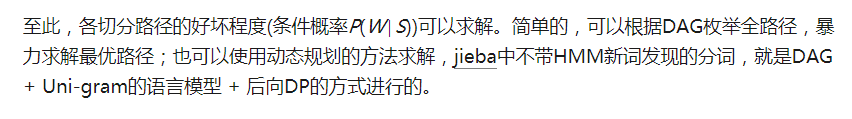 至此，各切分路径的好坏程度(条件概率P(W| S))可以求解。简单的，可以根据DAG枚举全路径，暴
力求解最优路径；也可以使用动态规划的方法求解，jieba中不带HMM新词发现的分词，就是DAG
+ Uni-gram的语言模型 + 后向DP的方式进行的。